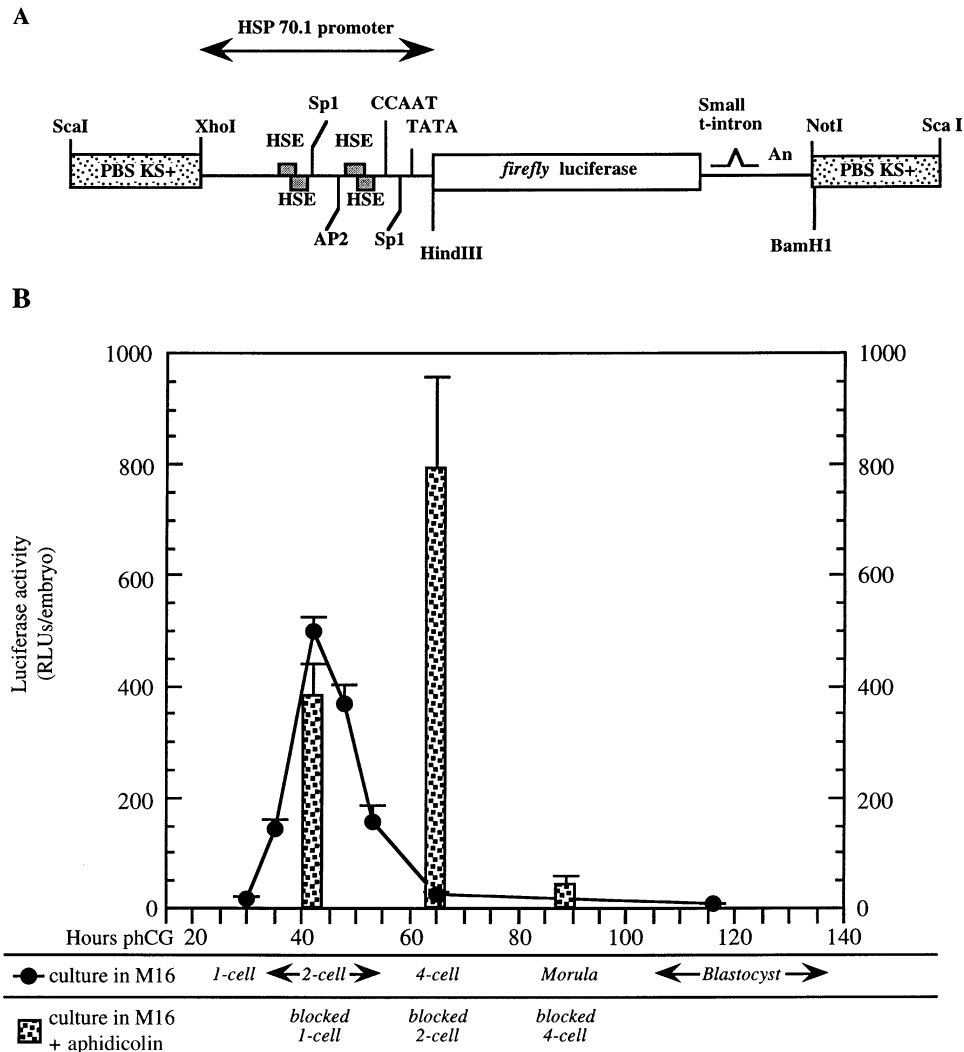 A
HSP 70.1 promoter
ScaI
XhoI
HSE
Sp1
HSE
CCAAT
TATA
Small
t-intron
NotI
Sca I
PBS KS+
firefly luciferase
An
PBS KS+
HSE
HSE
AP2
Sp1
HindIII
BamH1
B
Luciferase activity
(RLUs/embryo)
1000
800
600
400
200
0
1000
800
600
400
200
0
Hours phCG 20 40 60 80 100 120 140
culture in M16 1-cell 2-cell 4-cell Morula Blastocyst
culture in M16
+ aphidicolin
blocked
1-cell
blocked
2-cell
blocked
4-cell